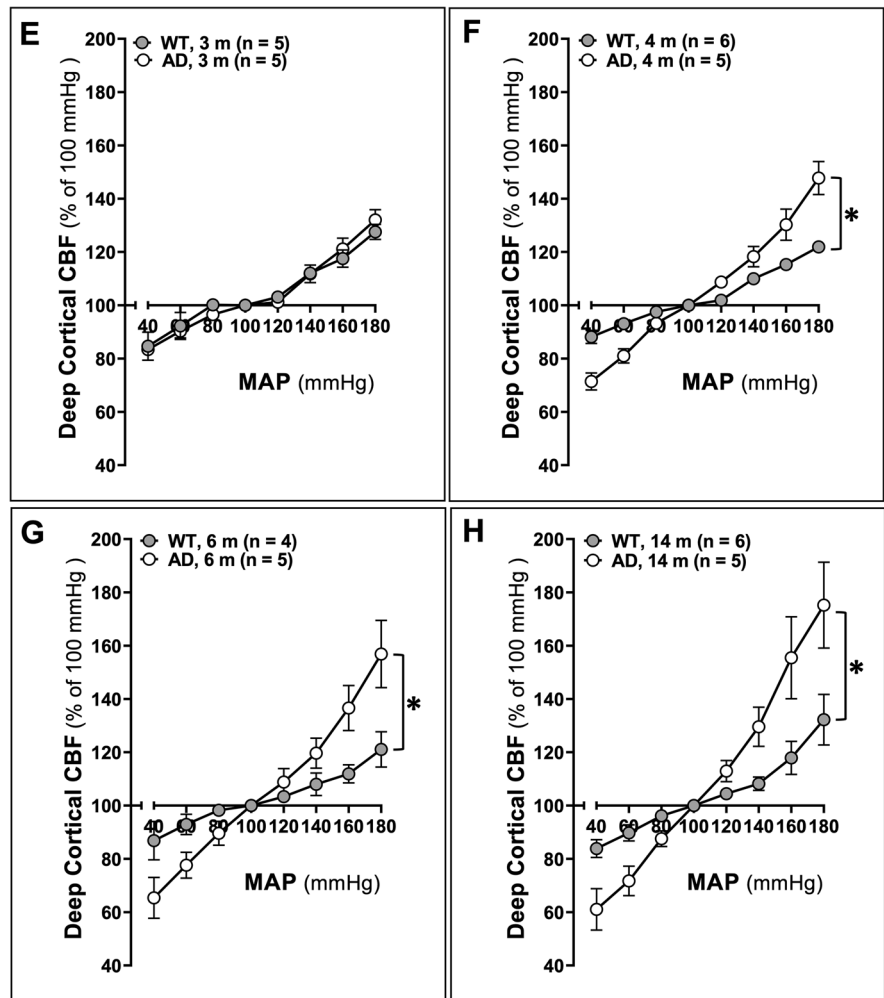 E
WT, 3 m (n = 5)
AD, 3 m (n = 5)
200
180
160
140
120
100
80
60
40
40 60 80 100 120 140 160 180
Deep Cortical CBF (% of 100 mmHg )
MAP (mmHg)
F
WT, 4 m (n = 6)
AD, 4 m (n = 5)
200
180
160
140
120
100
80
60
40
40 60 80 100 120 140 160 180
Deep Cortical CBF (% of 100 mmHg )
MAP (mmHg)
*
G
WT, 6 m (n = 4)
AD, 6 m (n = 5)
200
180
160
140
120
100
80
60
40
40 60 80 100 120 140 160 180
Deep Cortical CBF (% of 100 mmHg )
MAP (mmHg)
*
H
WT, 14 m (n = 6)
AD, 14 m (n = 5)
200
180
160
140
120
100
80
60
40
40 60 80 100 120 140 160 180
Deep Cortical CBF (% of 100 mmHg )
MAP (mmHg)
*